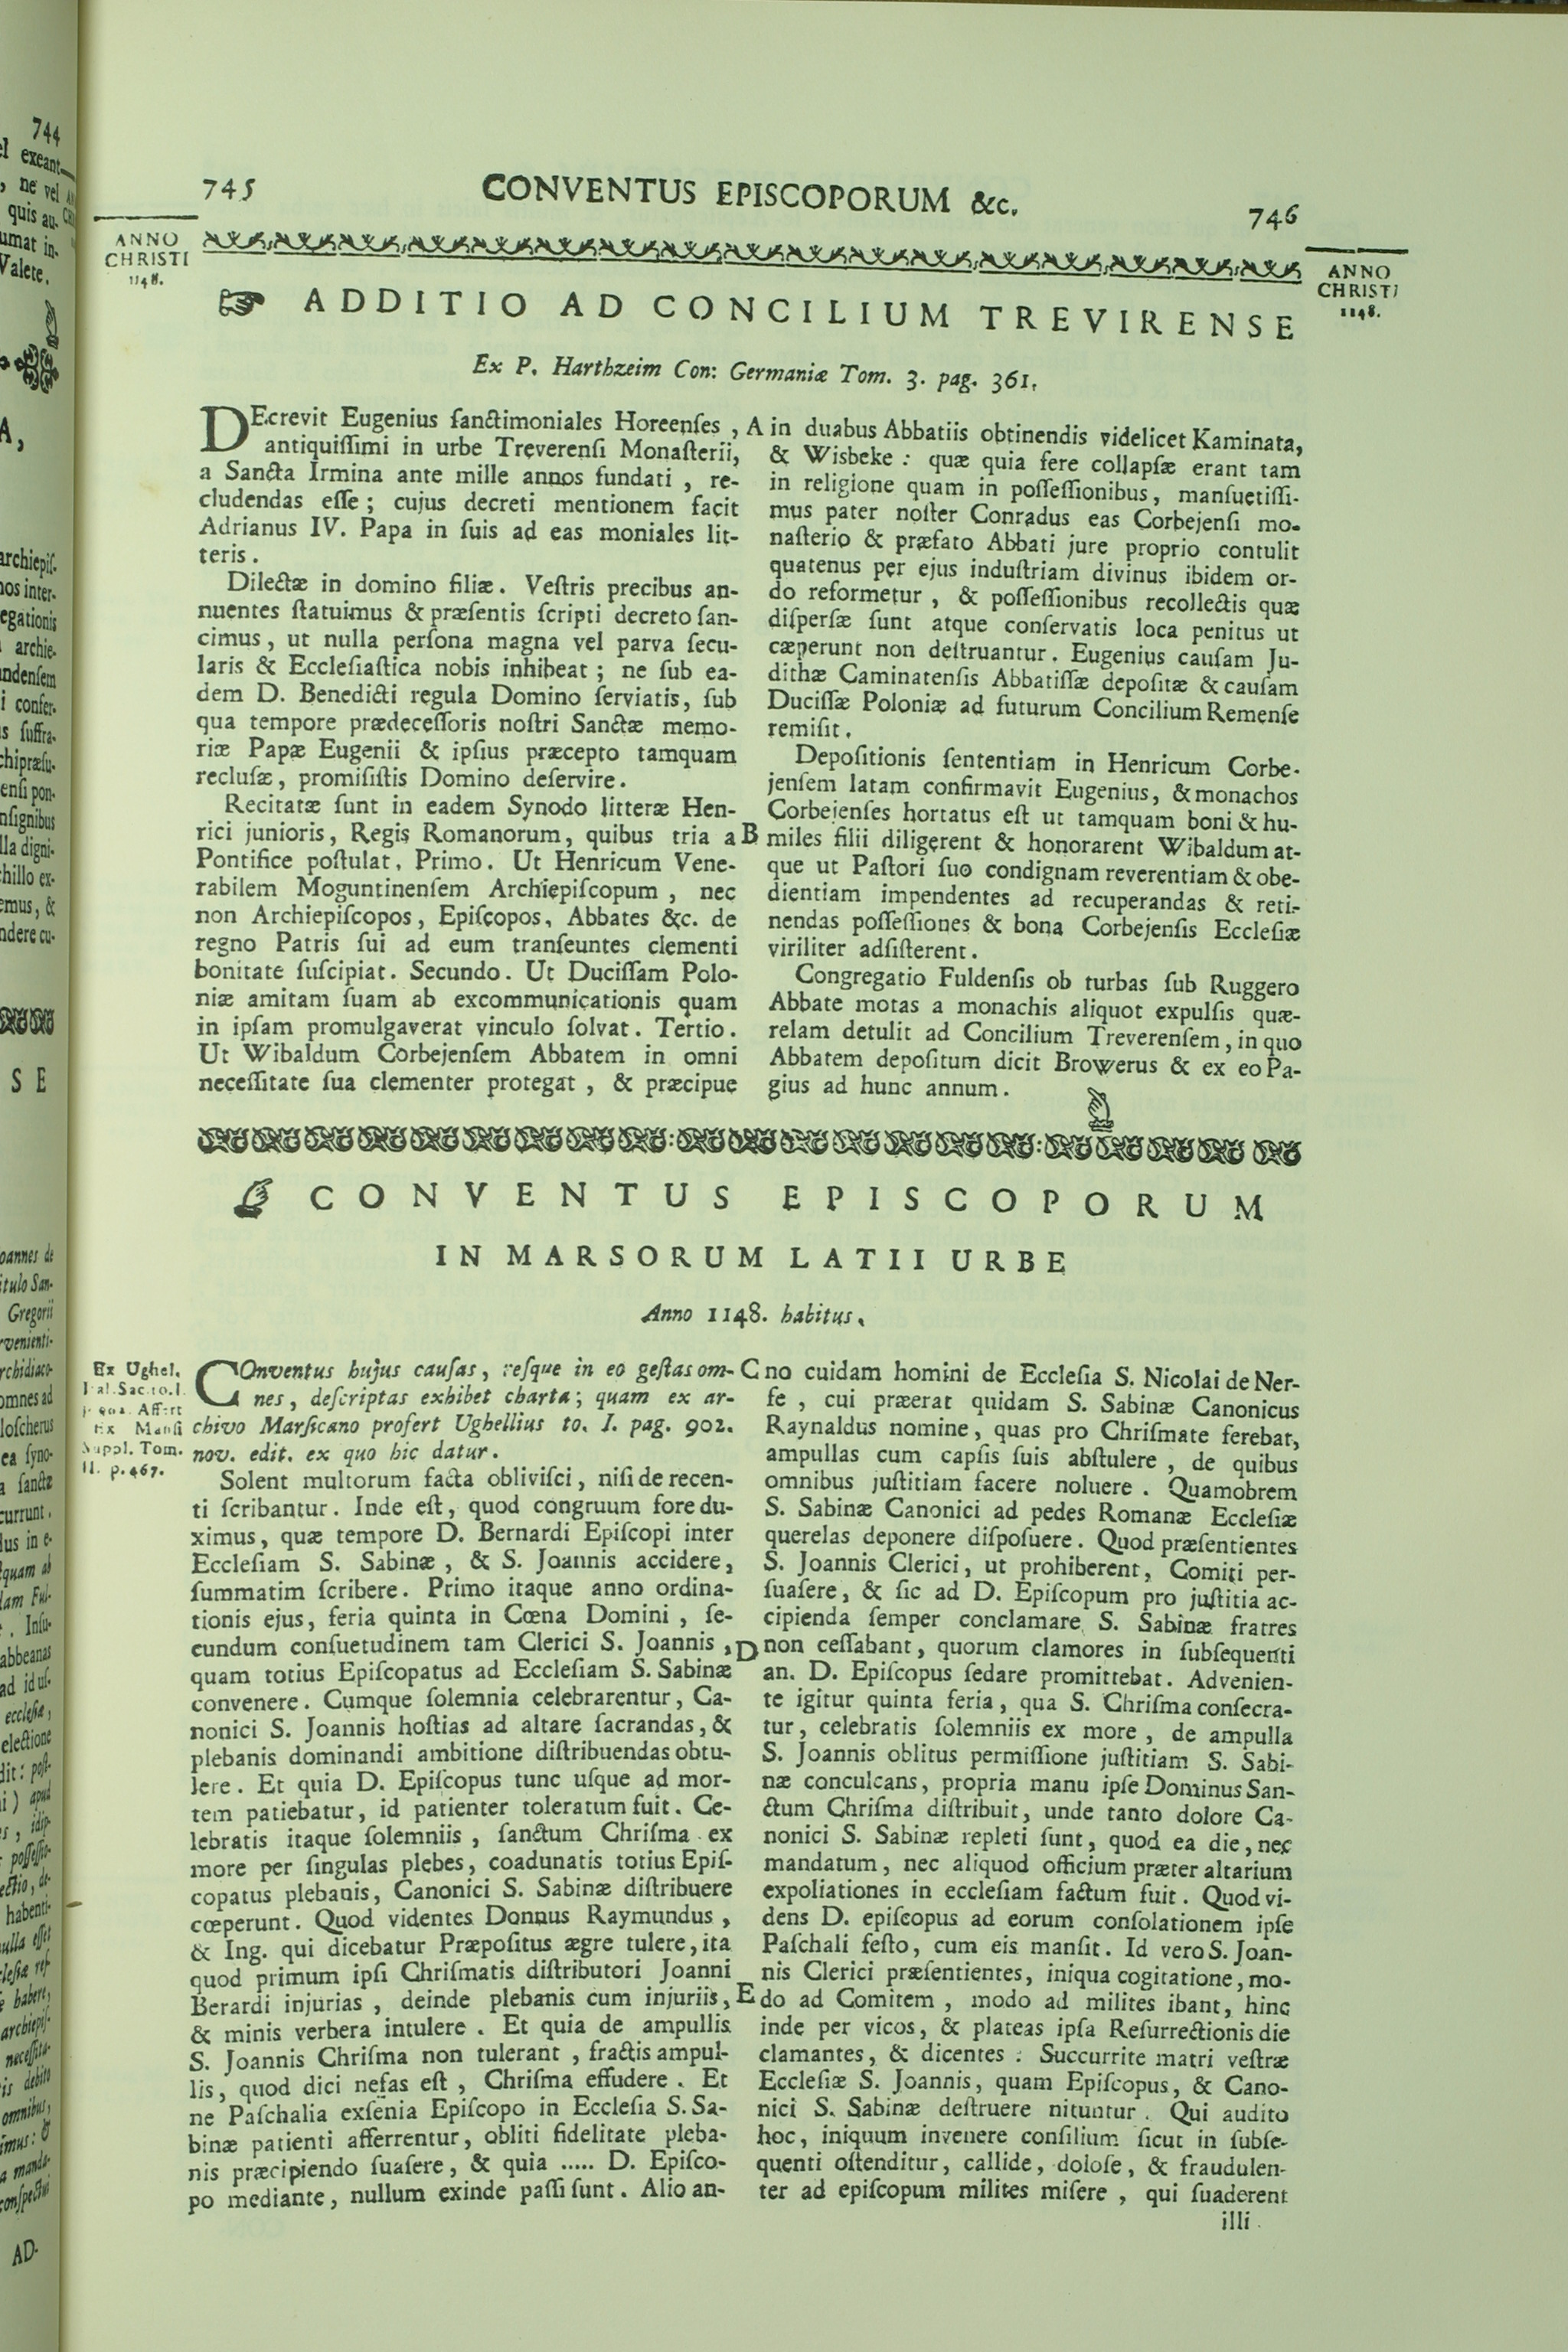 745
CONVENTUS EPISCOPORUM &c.
746
ANNO
CHRISTI
1148.
ANNO
CHRISTI
1148.
ADDITIO AD CONCILIUM TREVIRENSE
Ex P. Harthzeim Con: Germaniæ Tom. 3. pag. 361.
DEcrevit Eugenius ſanctimoniales Horeenſes,
antiquiſſimi in urbe Treverenſi Monaſterii,
a Sancta Irmina ante mille annos fundati, re-
cludendas eſſe; cujus decreti mentionem facit
Adrianus IV. Papa in ſuis ad eas moniales lit-
teris.
Dilectæ in domino filiæ. Veſtris precibus an-
nuentes ſtatuimus & præſentis ſcripti decreto ſan-
cimus, ut nulla perſona magna vel parva ſecu-
laris & Eccleſiaſtica nobis inhibeat; ne ſub ea-
dem D. Benedicti regula Domino ſerviatis, ſub
qua tempore prædeceſſoris noſtri Sanctæ memo-
riæ Papæ Eugenii & ipſius præcepto tamquam
recluſæ, promiſiſtis Domino deſervire.
Recitatæ ſunt in eadem Synodo litteræ Hen-
rici junioris, Regis Romanorum, quibus tria a
Pontifice poſtulat. Primo. Ut Henricum Vene-
rabilem Moguntinenſem Archiepiſcopum, nec
non Archiepiſcopos, Epiſcopos, Abbates &c. de
regno Patris ſui ad eum tranſeuntes clementi
bonitate ſuſcipiat. Secundo. Ut Duciſſam Polo-
niæ amitam ſuam ab excommunicationis quam
in ipſam promulgaverat vinculo ſolvat. Tertio.
Ut Wibaldum Corbejenſem Abbatem in omni
neceſſitate ſua clementer protegat, & præcipue
A in duabus Abbatiis obtinendis videlicet Kaminata,
& Wisbeke: quæ quia fere collapſæ erant tam
in religione quam in poſſeſſionibus, manſuetiſſi-
mus pater noſter Conradus eas Corbejenſi mo-
naſterio & præfato Abbati jure proprio contulit
quatenus per ejus induſtriam divinus ibidem or-
do reformetur, & poſſeſſionibus recollectis quæ
diſperſæ ſunt atque conſervatis loca penitus ut
cæperunt non deſtruantur. Eugenius cauſam Ju-
dithæ Caminatenſis Abbatiſſæ depoſitæ & cauſam
Duciſſæ Poloniæ ad futurum Concilium Remenſe
remiſit.
Depoſitionis ſententiam in Henricum Corbe-
jenſem latam confirmavit Eugenius, & monachos
Corbejenſes hortatus eſt ut tamquam boni & hu-
B miles filii diligerent & honorarent Wibaldum at-
que ut Paſtori ſuo condignam reverentiam & obe-
dientiam impendentes ad recuperandas & reti-
nendas poſſeſſiones & bona Corbejenſis Eccleſiæ
viriliter adſiſterent.
Congregatio Fuldenſis ob turbas ſub Ruggero
Abbate motas a monachis aliquot expulſis quæ-
relam detulit ad Concilium Treverenſem, in quo
Abbatem depoſitum dicit Browerus & ex eo Pa-
gius ad hunc annum.
CONVENTUS EPISCOPORUM
IN MARSORUM LATII URBE
Anno 1148. habitus.
Ex Ughel.
Ital. Sac. to. I.
p. 902. Affert
Ex Manſi
Suppl. Tom.
II. p. 467.
COnventus hujus cauſas, reſque in eo geſtas om-
nes, deſcriptas exhibet charta; quam ex ar-
chivo Marſicano profert Ughellius to. I. pag. 902.
nov. edit. ex quo hic datur.
Solent multorum facta obliviſci, niſi de recen-
ti ſcribantur. Inde eſt, quod congruum fore du-
ximus, quæ tempore D. Bernardi Epiſcopi inter
Eccleſiam S. Sabinæ, & S. Joannis accidere,
ſummatim ſcribere. Primo itaque anno ordina-
tionis ejus, feria quinta in Cœna Domini, ſe-
cundum conſuetudinem tam Clerici S. Joannis,
quam totius Epiſcopatus ad Eccleſiam S. Sabinæ
convenere. Cumque ſolemnia celebrarentur, Ca-
nonici S. Joannis hoſtias ad altare ſacrandas, &
plebanis dominandi ambitione diſtribuendas obtu-
lere. Et quia D. Epiſcopus tunc uſque ad mor-
tem patiebatur, id patienter toleratum fuit. Ce-
lebratis itaque ſolemniis, ſanctum Chriſma ex
more per ſingulas plebes, coadunatis totius Epiſ-
copatus plebanis, Canonici S. Sabinæ diſtribuere
cœperunt. Quod videntes Donnus Raymundus,
& Ing. qui dicebatur Præpoſitus ægre tulere, ita
quod primum ipſi Chriſmatis diſtributori Joanni
Berardi injurias, deinde plebanis cum injuriis,
& minis verbera intulere. Et quia de ampullis
S. Joannis Chriſma non tulerant, fractis ampul-
lis, quod dici nefas eſt, Chriſma effudere. Et
ne Paſchalia exſenia Epiſcopo in Eccleſia S. Sa-
binæ patienti afferrentur, obliti fidelitate pleba-
nis præcipiendo ſuaſere, & quia ..... D. Epiſco-
po mediante, nullum exinde paſſi ſunt. Alio an-
C no cuidam homini de Eccleſia S. Nicolai de Ner-
fe, cui præerat quidam S. Sabinæ Canonicus
Raynaldus nomine, quas pro Chriſmate ferebat,
ampullas cum capſis ſuis abſtulere, de quibus
omnibus juſtitiam facere noluere. Quamobrem
S. Sabinæ Canonici ad pedes Romanæ Eccleſiæ
querelas deponere diſpoſuere. Quod præſentientes
S. Joannis Clerici, ut prohiberent, Comiti per-
ſuaſere, & ſic ad D. Epiſcopum pro juſtitia ac-
cipienda ſemper conclamare S. Sabinæ fratres
D non ceſſabant, quorum clamores in ſubſequenti
an. D. Epiſcopus ſedare promittebat. Advenien-
te igitur quinta feria, qua S. Chriſma conſecra-
tur, celebratis ſolemniis ex more, de ampulla
S. Joannis oblitus permiſſione juſtitiam S. Sabi-
næ conculcans, propria manu ipſe Dominus San-
ctum Chriſma diſtribuit, unde tanto dolore Ca-
nonici S. Sabinæ repleti ſunt, quod ea die, nec
mandatum, nec aliquod officium præter altarium
expoliationes in eccleſiam factum fuit. Quod vi-
dens D. epiſcopus ad eorum conſolationem ipſe
Paſchali feſto, cum eis manſit. Id vero S. Joan-
nis Clerici præſentientes, iniqua cogitatione, mo-
E do ad Comitem, modo ad milites ibant, hinc
inde per vicos, & plateas ipſa Reſurrectionis die
clamantes, & dicentes: Succurrite matri veſtræ
Eccleſiæ S. Joannis, quam Epiſcopus, & Cano-
nici S. Sabinæ deſtruere nituntur. Qui audito
hoc, iniquum invenere conſilium ſicut in ſubſe-
quenti oſtenditur, callide, doloſe, & fraudulen-
ter ad epiſcopum milites miſere, qui ſuaderent
illi